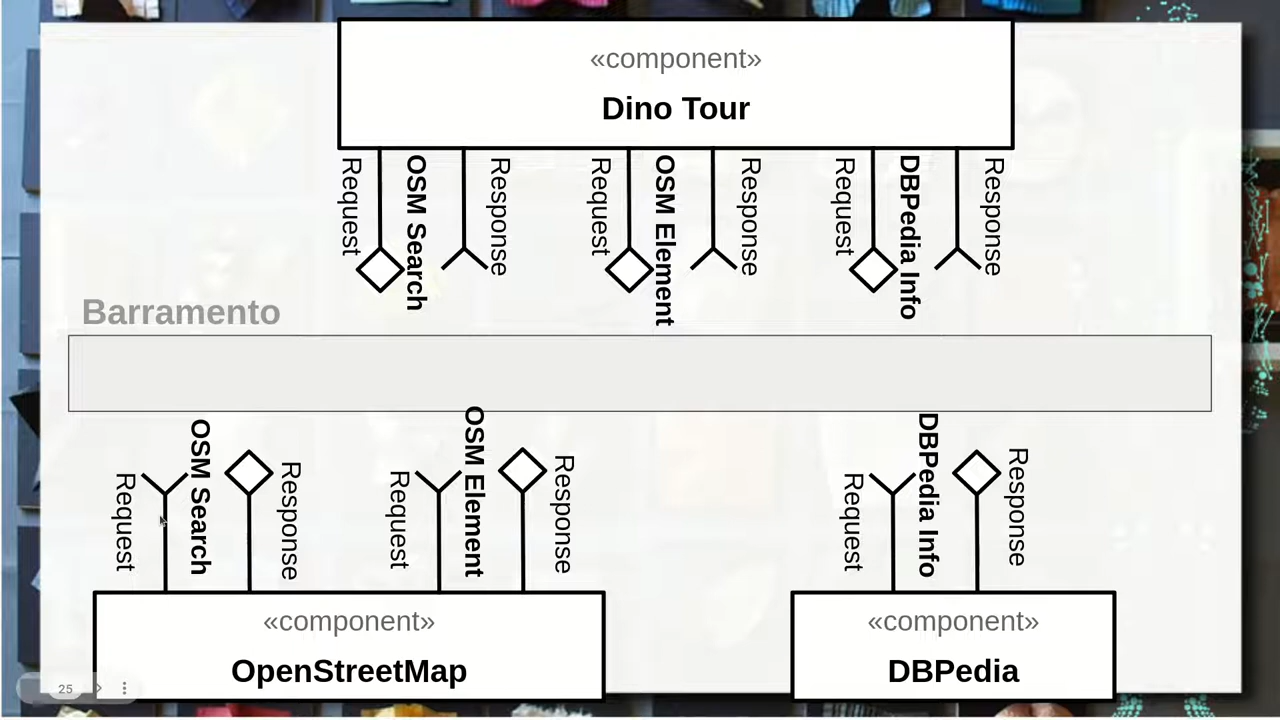 «component»
Dino Tour
Request
OSM Search
Response
Request
OSM Element
Response
Request
DBPedia Info
Response
Barramento
Request
OSM Search
Response
Request
OSM Element
Response
Request
DBPedia Info
Response
«component»
OpenStreetMap
«component»
DBPedia
25